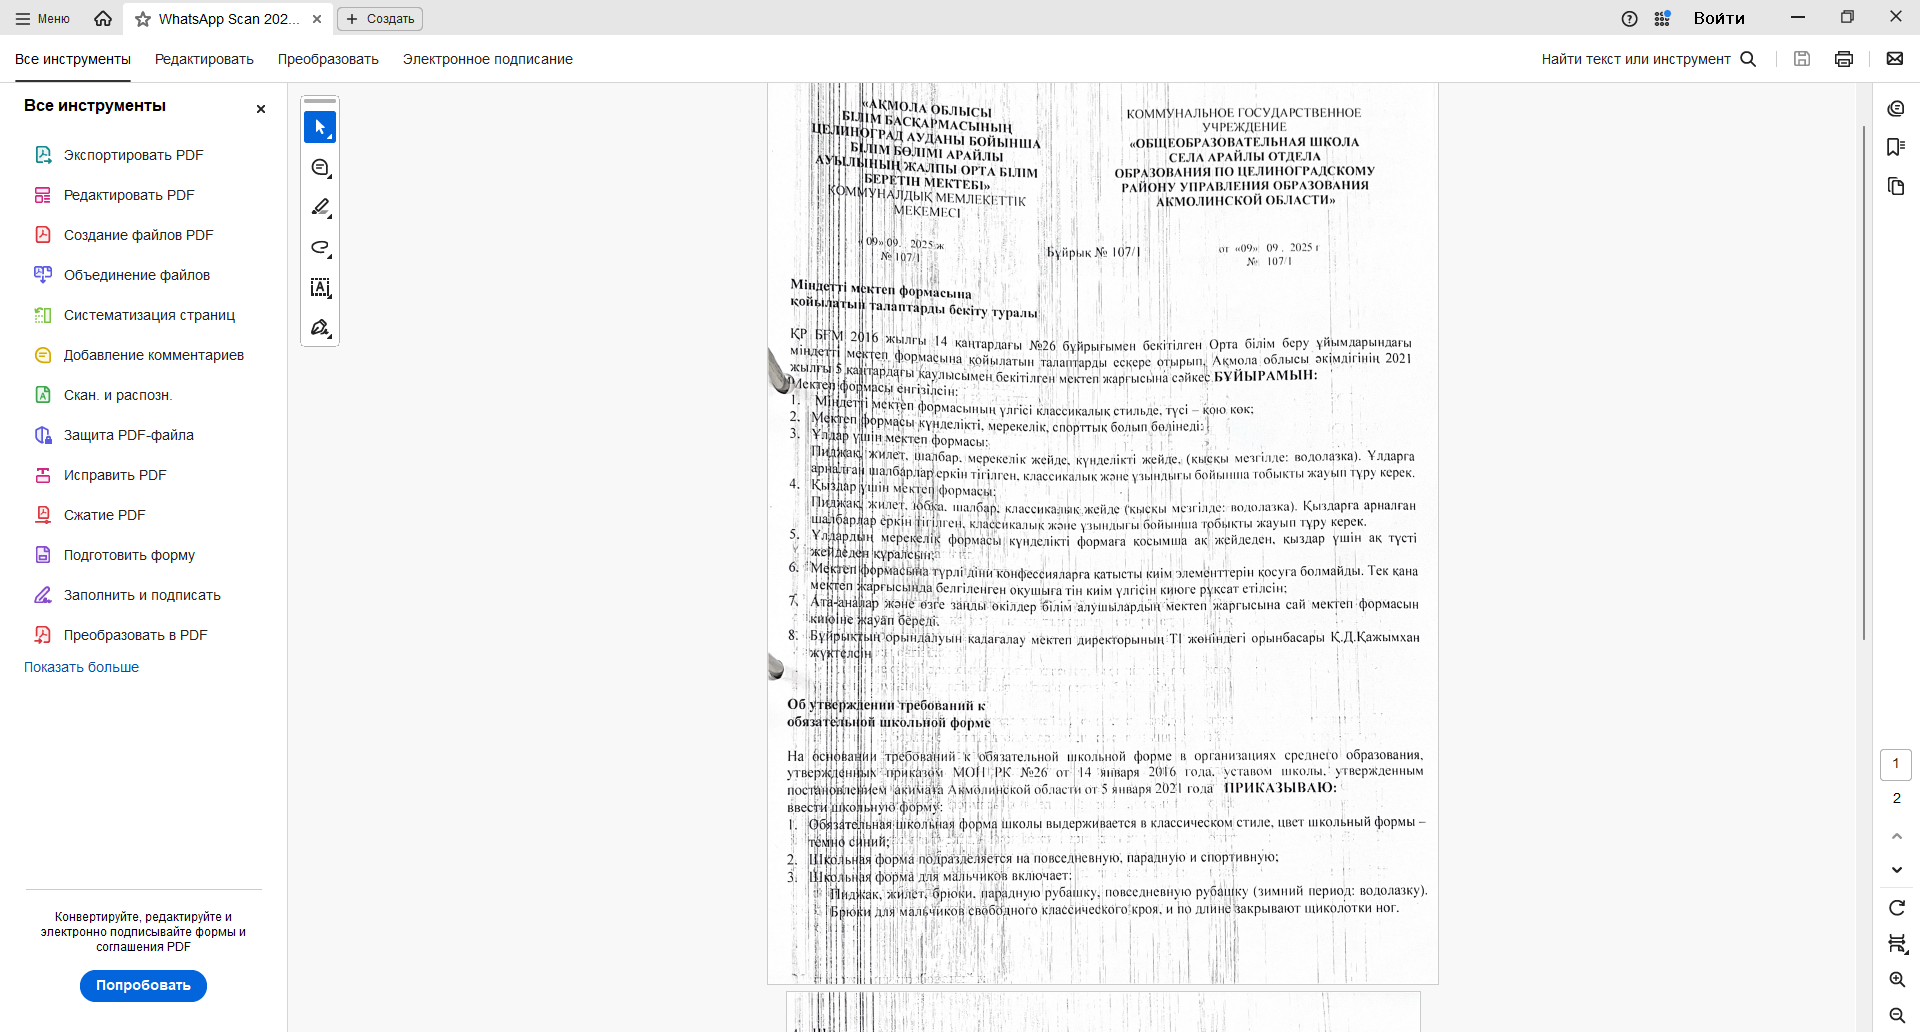 Меню
WhatsApp Scan 202...
Создать
Войти
Все инструменты
Редактировать
Преобразовать
Электронное подписание
Найти текст или инструмент
Все инструменты
Экспортировать PDF
Редактировать PDF
Создание файлов PDF
Объединение файлов
Систематизация страниц
Добавление комментариев
Скан. и распозн.
Защита PDF-файла
Исправить PDF
Сжатие PDF
Подготовить форму
Заполнить и подписать
Преобразовать в PDF
Показать больше
Конвертируйте, редактируйте и
электронно подписывайте формы и
соглашения PDF
Попробовать
«АҚМОЛА ОБЛЫСЫ
БІЛІМ БАСҚАРМАСЫНЫҢ
ЦЕЛИНОГРАД АУДАНЫ БОЙЫНША
БІЛІМ БӨЛІМІ АРАЙЛЫ
АУЫЛЫНЫҢ ЖАЛПЫ ОРТА БІЛІМ
БЕРЕТІН МЕКТЕБІ»
КОММУНАЛДЫҚ МЕМЛЕКЕТТІК
МЕКЕМЕСІ
КОММУНАЛЬНОЕ ГОСУДАРСТВЕННОЕ
УЧРЕЖДЕНИЕ
«ОБЩЕОБРАЗОВАТЕЛЬНАЯ ШКОЛА
СЕЛА АРАЙЛЫ ОТДЕЛА
ОБРАЗОВАНИЯ ПО ЦЕЛИНОГРАДСКОМУ
РАЙОНУ УПРАВЛЕНИЯ ОБРАЗОВАНИЯ
АКМОЛИНСКОЙ ОБЛАСТИ»
« 09» 09. 2025 ж
№ 107/1
Бұйрық № 107/1
от «09» 09 . 2025 г
№ 107/1
Міндетті мектеп формасына
қойылатын талаптарды бекіту туралы
ҚР БҒМ 2016 жылғы 14 қаңтардағы №26 бұйрығымен бекітілген Орта білім беру ұйымдарындағы
міндетті мектеп формасына қойылатын талаптарды ескере отырып, Ақмола облысы әкімдігінің 2021
жылғы 5 қаңтардағы қаулысымен бекітілген мектеп жарғысына сәйкес БҰЙЫРАМЫН:
Мектеп формасы енгізілсін:
1. Міндетті мектеп формасының үлгісі классикалық стильде, түсі – қою көк;
2. Мектеп формасы күнделікті, мерекелік, спорттық болып бөлінеді:
3. Ұлдар үшін мектеп формасы:
Пиджак, жилет, шалбар, мерекелік жейде, күнделікті жейде, (қысқы мезгілде: водолазка). Ұлдарға
арналған шалбарлар еркін тігілген, классикалық және ұзындығы бойынша тобықты жауып тұру керек.
4. Қыздар үшін мектеп формасы:
Пиджак, жилет, юбка, шалбар, классикалық жейде (қысқы мезгілде: водолазка). Қыздарға арналған
шалбарлар еркін тігілген, классикалық және ұзындығы бойынша тобықты жауып тұру керек.
5. Ұлдардың мерекелік формасы күнделікті формаға қосымша ақ жейдеден, қыздар үшін ақ түсті
жейдеден құралсын;
6. Мектеп формасына түрлі діни конфессияларға қатысты киім элементтерін қосуға болмайды. Тек қана
мектеп жарғысында белгіленген оқушыға тін киім үлгісін киюге рұқсат етілсін;
7. Ата-аналар және өзге заңды өкілдер білім алушылардың мектеп жарғысына сай мектеп формасын
киюіне жауап береді.
8. Бұйрықтың орындалуын қадағалау мектеп директорының ТІ жөніндегі орынбасары Қ.Д.Қажымхан
жүктелсін
Об утверждении требований к
обязательной школьной форме
На основании требований к обязательной школьной форме в организациях среднего образования,
утвержденных приказом МОН РК №26 от 14 января 2016 года, уставом школы, утвержденным
постановлением акимата Акмолинской области от 5 января 2021 года ПРИКАЗЫВАЮ:
ввести школьную форму:
1. Обязательная школьная форма школы выдерживается в классическом стиле, цвет школьный формы –
темно синий;
2. Школьная форма подразделяется на повседневную, парадную и спортивную;
3. Школьная форма для мальчиков включает:
Пиджак, жилет, брюки, парадную рубашку, повседневную рубашку (зимний период: водолазку).
Брюки для мальчиков свободного классического кроя, и по длине закрывают щиколотки ног.
1
2